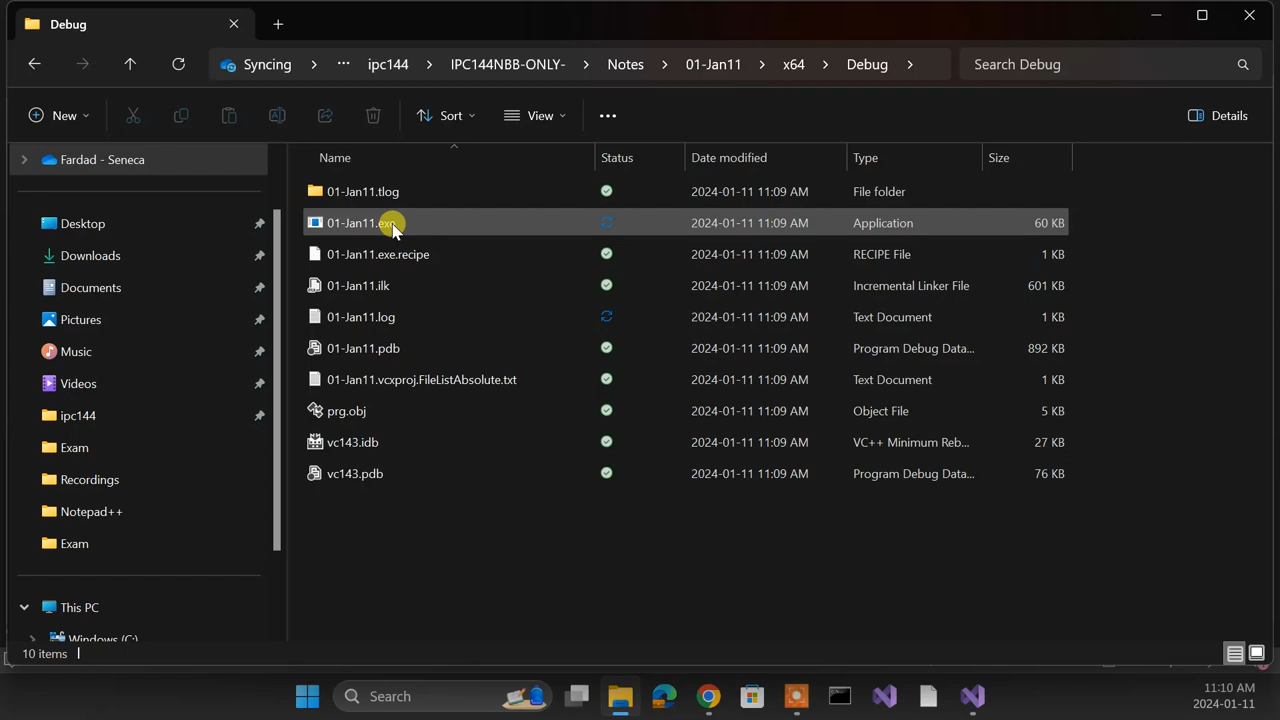 Debug
Syncing ... ipc144 IPC144NBB-ONLY- Notes 01-Jan11 x64 Debug
Search Debug
New
Sort
View
Details
Fardad - Seneca
Desktop
Downloads
Documents
Pictures
Music
Videos
ipc144
Exam
Recordings
Notepad++
Exam
This PC
Windows (C:)
Name Status Date modified Type Size
01-Jan11.tlog 2024-01-11 11:09 AM File folder
01-Jan11.exe 2024-01-11 11:09 AM Application 60 KB
01-Jan11.exe.recipe 2024-01-11 11:09 AM RECIPE File 1 KB
01-Jan11.ilk 2024-01-11 11:09 AM Incremental Linker File 601 KB
01-Jan11.log 2024-01-11 11:09 AM Text Document 1 KB
01-Jan11.pdb 2024-01-11 11:09 AM Program Debug Data... 892 KB
01-Jan11.vcxproj.FileListAbsolute.txt 2024-01-11 11:09 AM Text Document 1 KB
prg.obj 2024-01-11 11:09 AM Object File 5 KB
vc143.idb 2024-01-11 11:09 AM VC++ Minimum Reb... 27 KB
vc143.pdb 2024-01-11 11:09 AM Program Debug Data... 76 KB
10 items
Search
11:10 AM
2024-01-11